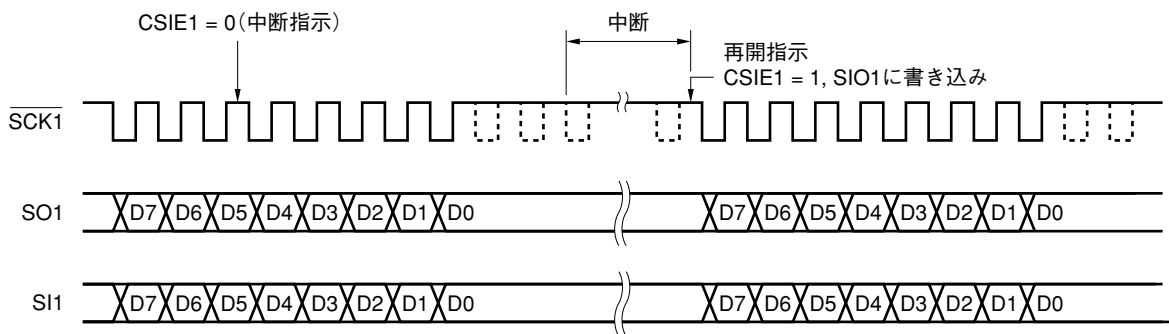 CSIE1 = 0(中断指示)
中断
再開指示
CSIE1 = 1, SIO1に書き込み
SCK1
SO1 D7 D6 D5 D4 D3 D2 D1 D0 D7 D6 D5 D4 D3 D2 D1 D0
SI1 D7 D6 D5 D4 D3 D2 D1 D0 D7 D6 D5 D4 D3 D2 D1 D0